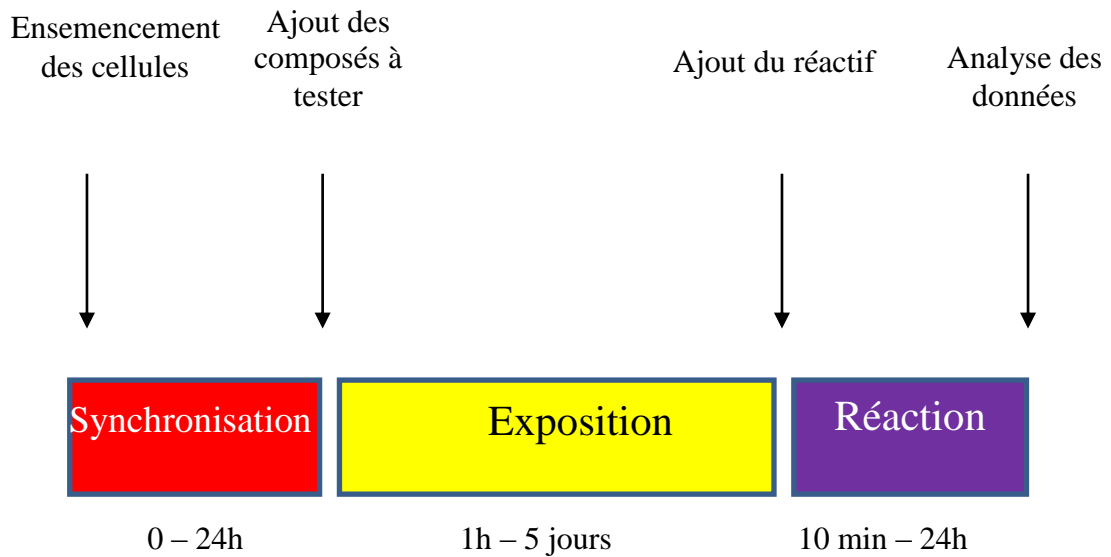 Ensemencement
des cellules
Ajout des
composés à
tester
Ajout du réactif
Analyse des
données
Synchronisation
Exposition
Réaction
0 – 24h
1h – 5 jours
10 min – 24h